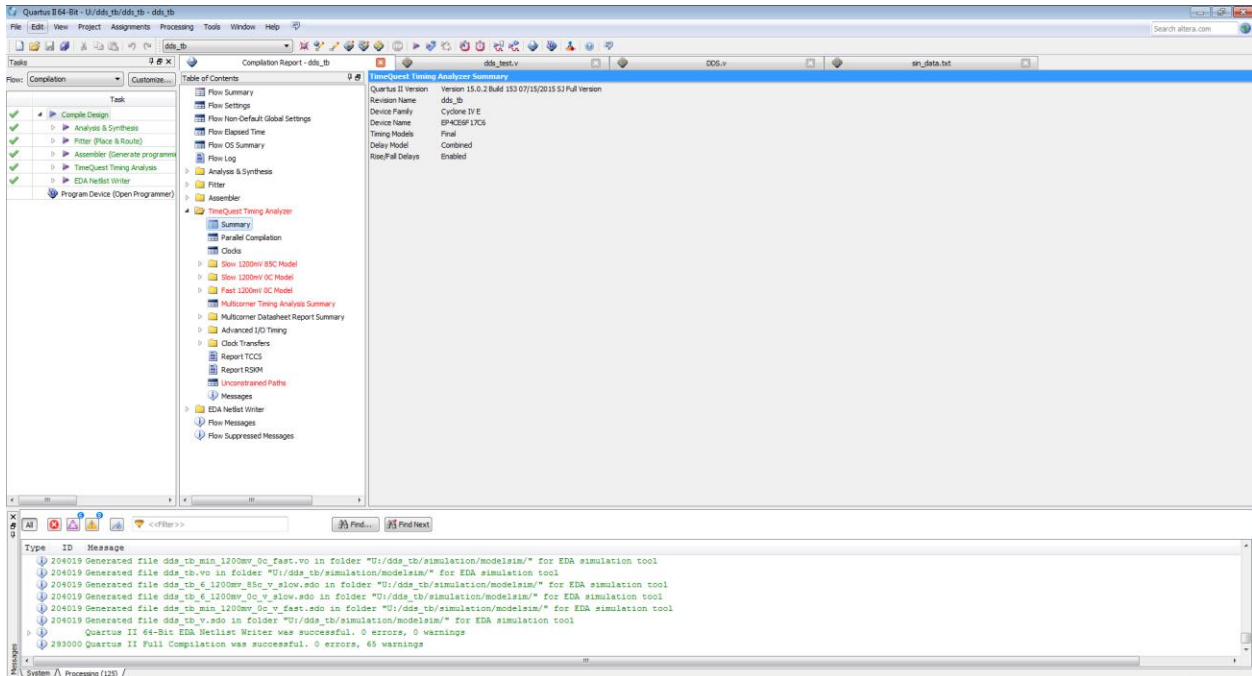 Quartus II 64-Bit - U:/dds_tb/dds_tb - dds_tb
File Edit View Project Assignments Processing Tools Window Help
Search altera.com
dds_tb
Tasks
Compilation Report - dds_tb
dds_test.v
DDS.v
sin_data.txt
Flow: Compilation
Customize...
Task
Compile Design
Analysis & Synthesis
Fitter (Place & Route)
Assembler (Generate programmi
TimeQuest Timing Analysis
EDA Netlist Writer
Program Device (Open Programmer)
Table of Contents
Flow Summary
Flow Settings
Flow Non-Default Global Settings
Flow Elapsed Time
Flow OS Summary
Flow Log
Analysis & Synthesis
Fitter
Assembler
TimeQuest Timing Analyzer
Summary
Parallel Compilation
Clocks
Slow 1200mV 85C Model
Slow 1200mV 0C Model
Fast 1200mV 0C Model
Multicorner Timing Analysis Summary
Multicorner Datasheet Report Summary
Advanced I/O Timing
Clock Transfers
Report TCCS
Report RSKM
Unconstrained Paths
Messages
EDA Netlist Writer
Flow Messages
Flow Suppressed Messages
TimeQuest Timing Analyzer Summary
Quartus II Version Version 15.0.2 Build 153 07/15/2015 SJ Full Version
Revision Name dds_tb
Device Family Cyclone IV E
Device Name EP4CE6F17C6
Timing Models Final
Delay Model Combined
Rise/Fall Delays Enabled
All
<<Filter>>
Find...
Find Next
Type ID Message
204019 Generated file dds_tb_min_1200mv_0c_fast.vo in folder "U:/dds_tb/simulation/modelsim/" for EDA simulation tool
204019 Generated file dds_tb.vo in folder "U:/dds_tb/simulation/modelsim/" for EDA simulation tool
204019 Generated file dds_tb_6_1200mv_85c_v_slow.sdo in folder "U:/dds_tb/simulation/modelsim/" for EDA simulation tool
204019 Generated file dds_tb_6_1200mv_0c_v_slow.sdo in folder "U:/dds_tb/simulation/modelsim/" for EDA simulation tool
204019 Generated file dds_tb_min_1200mv_0c_v_fast.sdo in folder "U:/dds_tb/simulation/modelsim/" for EDA simulation tool
204019 Generated file dds_tb_v.sdo in folder "U:/dds_tb/simulation/modelsim/" for EDA simulation tool
Quartus II 64-Bit EDA Netlist Writer was successful. 0 errors, 0 warnings
293000 Quartus II Full Compilation was successful. 0 errors, 65 warnings
Messages
System
Processing (125)